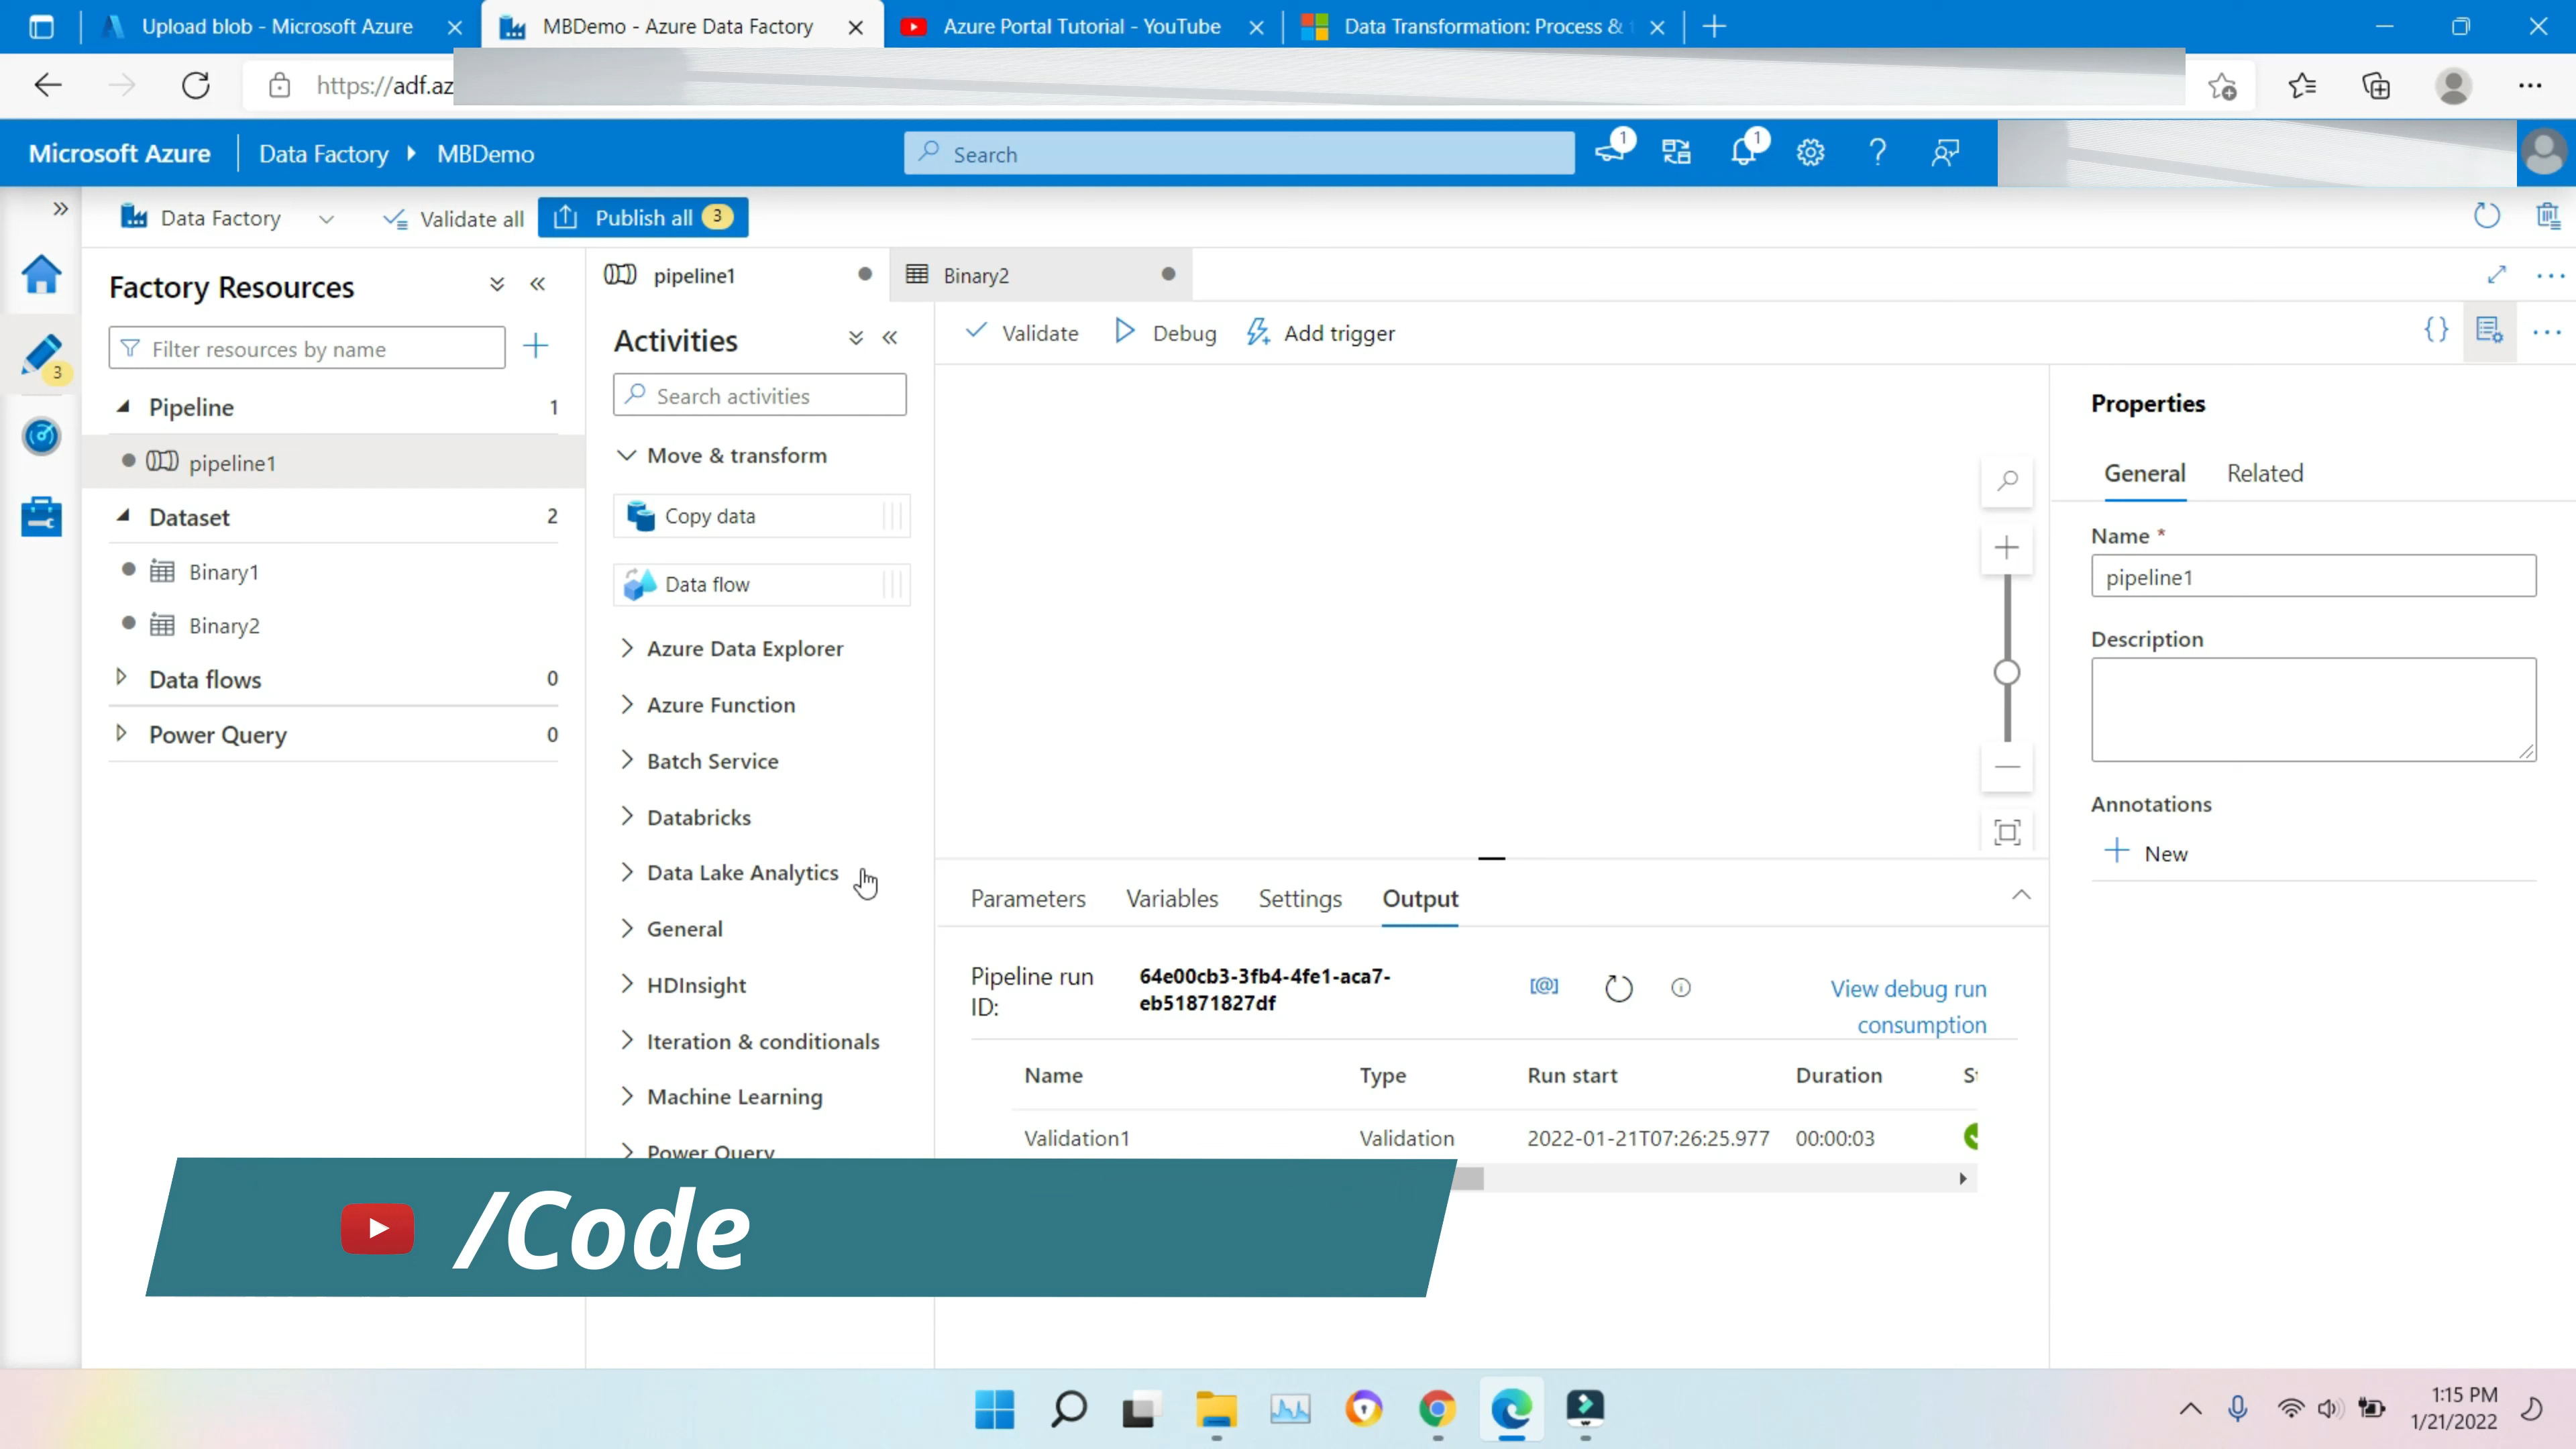 Upload blob - Microsoft Azure
MBDemo - Azure Data Factory
Azure Portal Tutorial - YouTube
Data Transformation: Process &
https://adf.az
Microsoft Azure
Data Factory
MBDemo
Search
1
1
Data Factory
Validate all
Publish all 3
Factory Resources
Filter resources by name
3
Pipeline 1
pipeline1
Dataset 2
Binary1
Binary2
Data flows 0
Power Query 0
pipeline1
Binary2
Activities
Search activities
Move & transform
Copy data
Data flow
Azure Data Explorer
Azure Function
Batch Service
Databricks
Data Lake Analytics
General
HDInsight
Iteration & conditionals
Machine Learning
Power Query
Validate
Debug
Add trigger
{}
Parameters Variables Settings Output
Pipeline run
ID:
64e00cb3-3fb4-4fe1-aca7-
eb51871827df
[@]
View debug run
consumption
Name Type Run start Duration
Validation1 Validation 2022-01-21T07:26:25.977 00:00:03
Properties
General Related
Name *
pipeline1
Description
Annotations
New
/Code
1:15 PM
1/21/2022